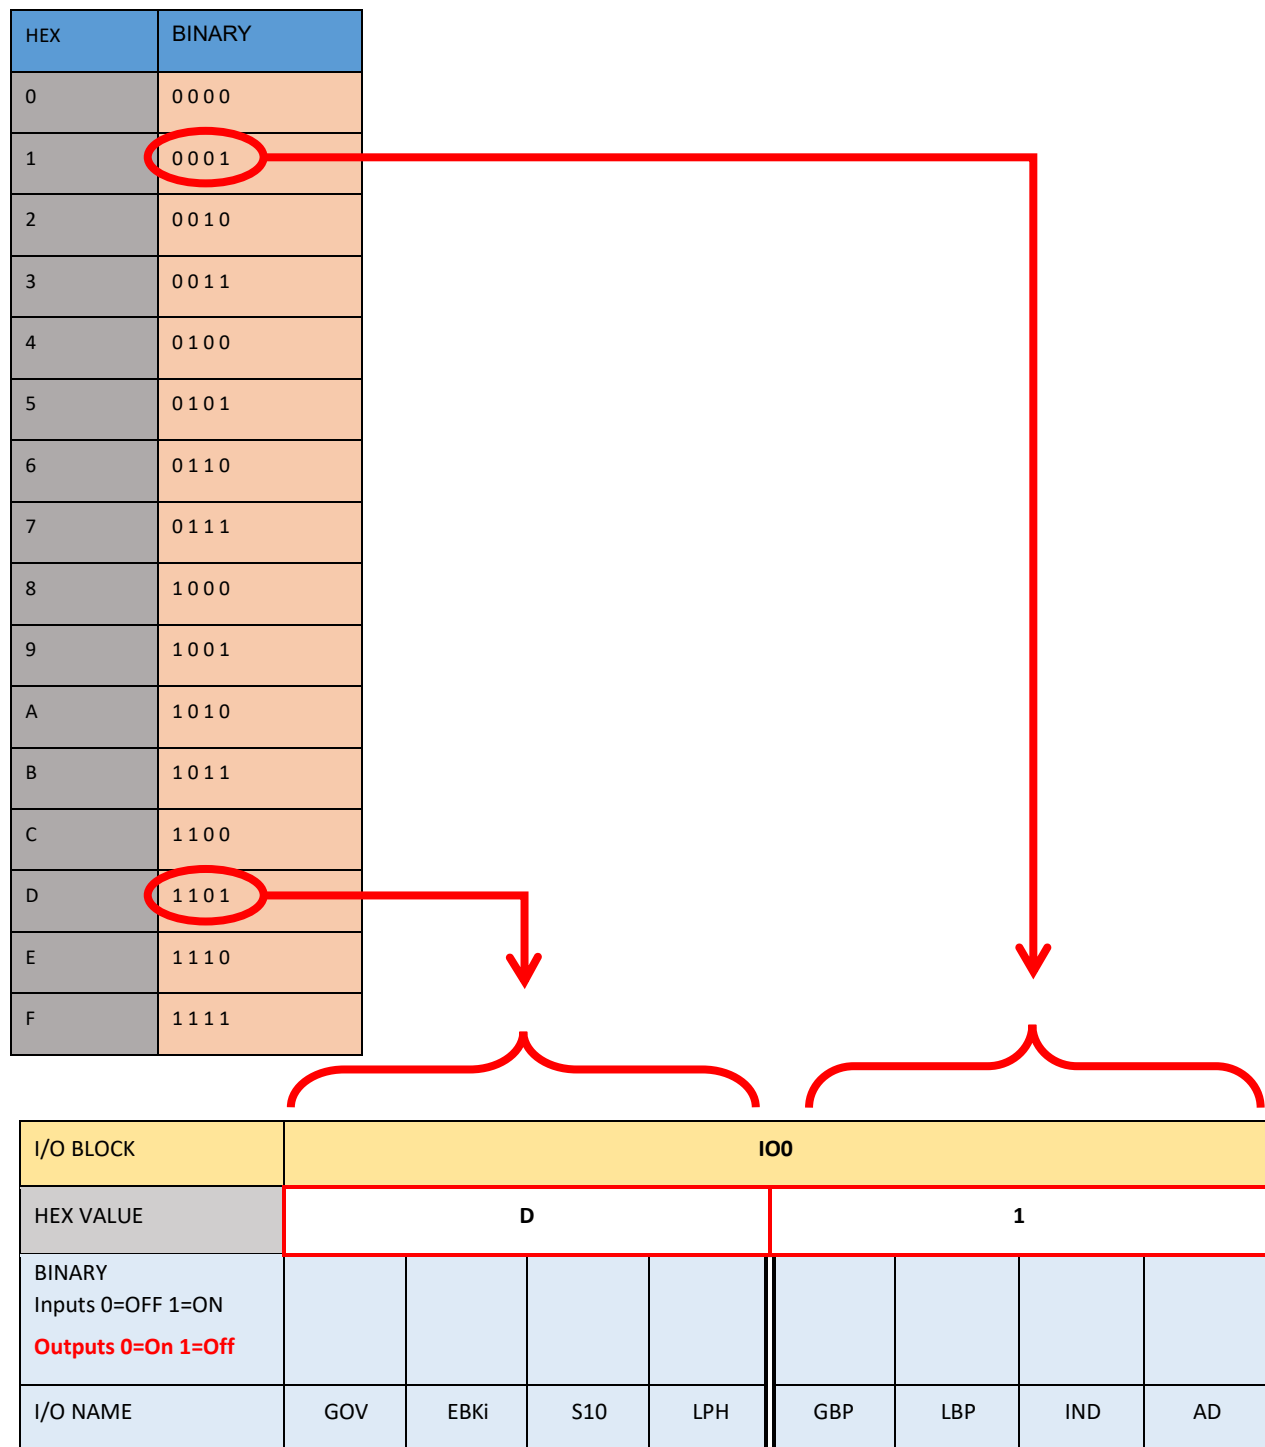 HEX BINARY
0 0 0 0 0
1 0 0 0 1
2 0 0 1 0
3 0 0 1 1
4 0 1 0 0
5 0 1 0 1
6 0 1 1 0
7 0 1 1 1
8 1 0 0 0
9 1 0 0 1
A 1 0 1 0
B 1 0 1 1
C 1 1 0 0
D 1 1 0 1
E 1 1 1 0
F 1 1 1 1
I/O BLOCK IO0
HEX VALUE D 1
BINARY
Inputs 0=OFF 1=ON
Outputs 0=On 1=Off
I/O NAME GOV EBKi S10 LPH GBP LBP IND AD